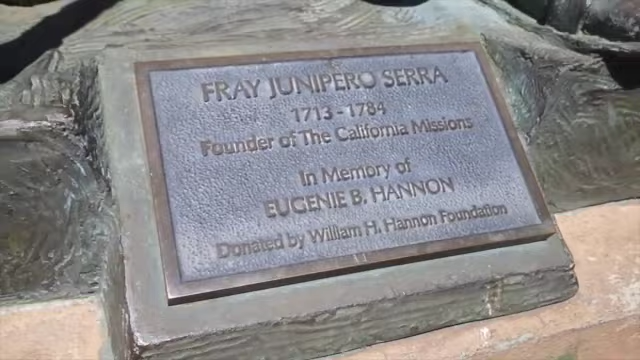 FRAY JUNIPERO SERRA
1713-1784
Founder of The California Missions
In Memory of
EUGENIE B. HANNON
Donated by William H. Hannon Foundation